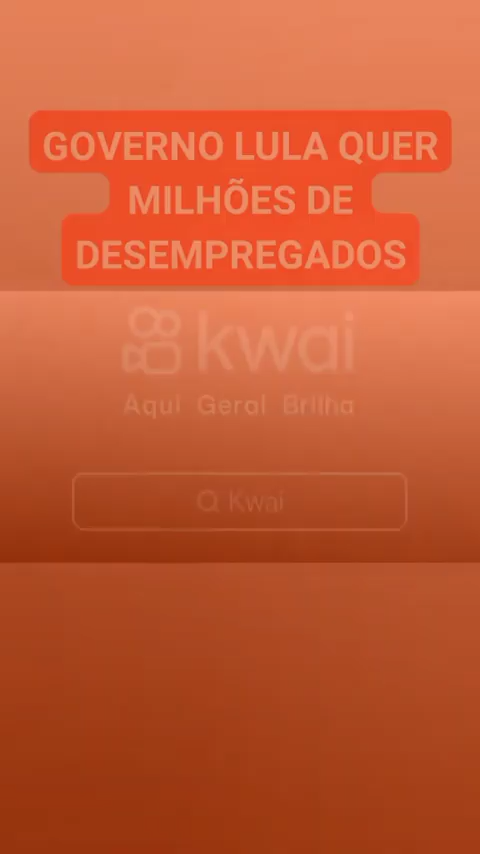 GOVERNO LULA QUER
MILHÕES DE
DESEMPREGADOS
kwai
Aqui Geral Brilha
Kwai